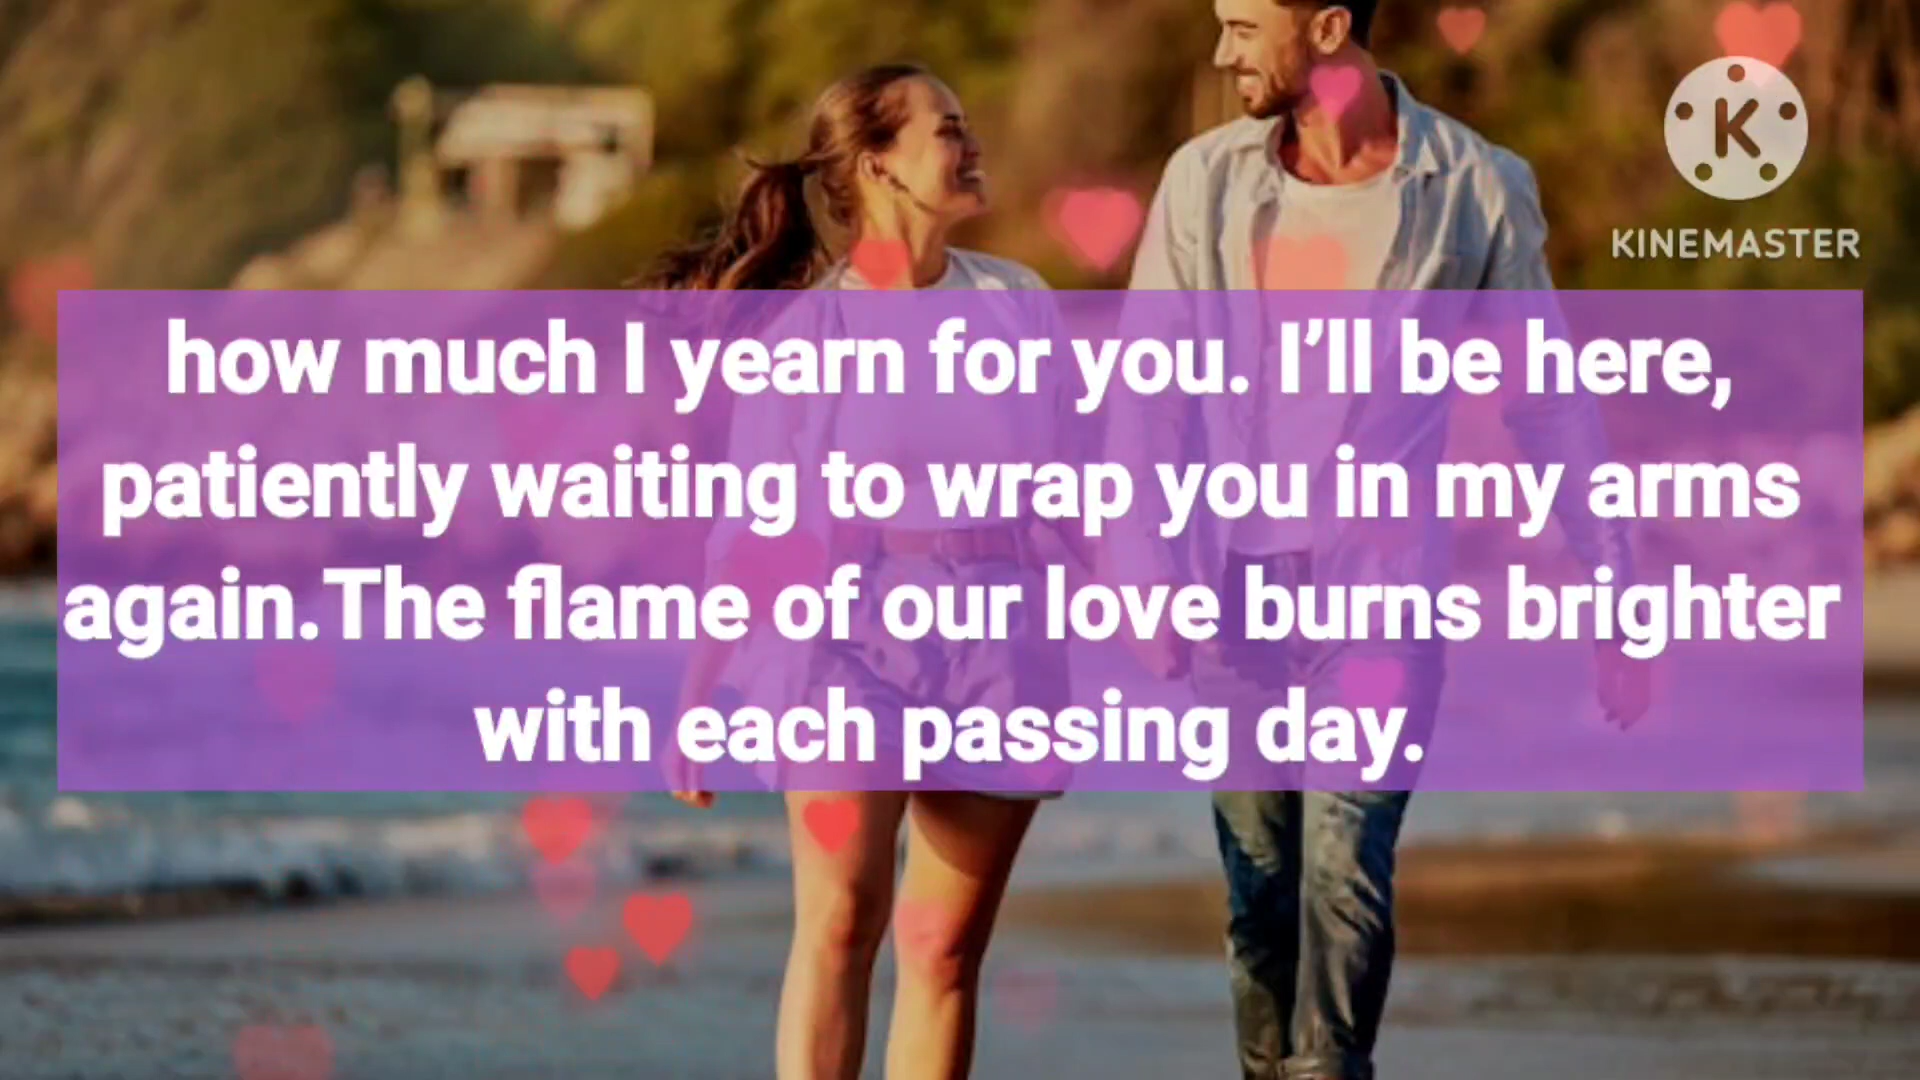 K
KINEMASTER
how much I yearn for you. I’ll be here,
patiently waiting to wrap you in my arms
again.The flame of our love burns brighter
with each passing day.